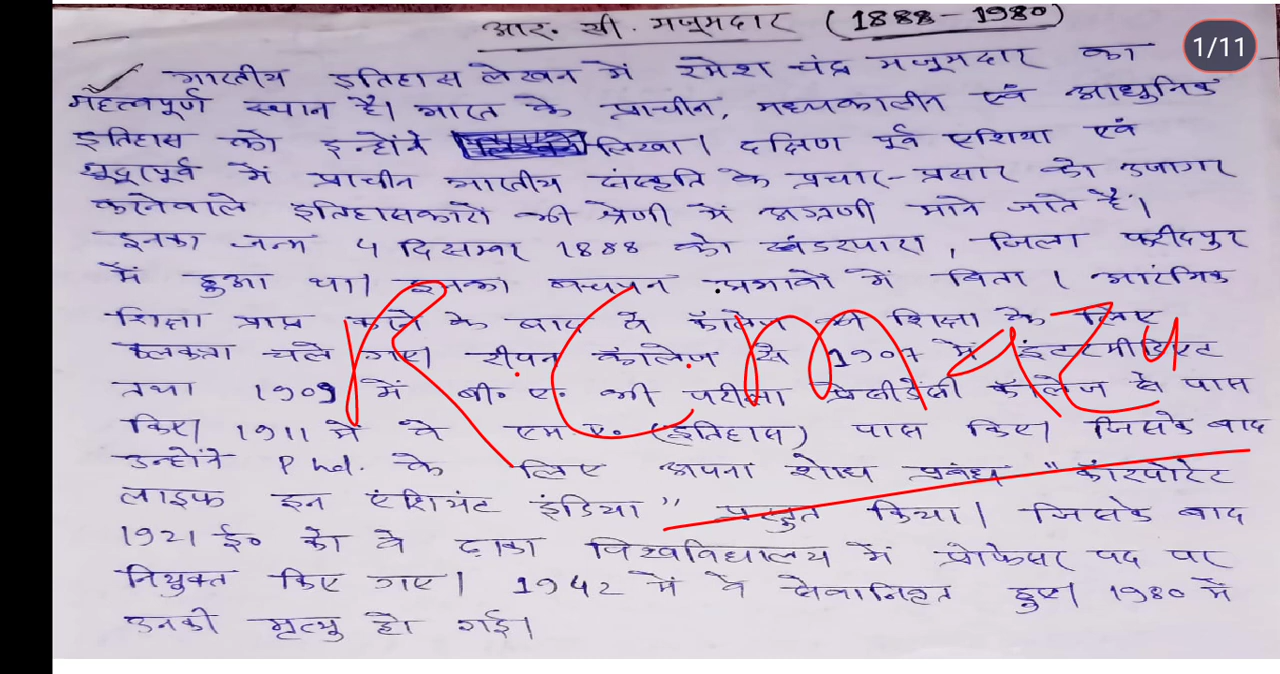 आर. सी. मजूमदार (1888 - 1980)
1/11
भारतीय इतिहास लेखन में रमेश चंद्र मजूमदार का
महत्वपूर्ण स्थान है। भारत के प्राचीन, मध्यकालीन एवं आधुनिक
इतिहास को इन्होंने लिखा। दक्षिण पूर्व एशिया एवं
सुदूरपूर्व में प्राचीन भारतीय संस्कृति के प्रचार-प्रसार को उजागर
करनेवाले इतिहासकारों की श्रेणी में अग्रणी माने जाते है।
इनका जन्म 4 दिसम्बर 1888 को खंडरपारा, जिला फरीदपुर
में हुआ था। इनका बचपन अभावों में बिता। आरंभिक
शिक्षा प्राप्त करने के बाद वे कॉलेज की शिक्षा के लिए
कलकत्ता चले गए। रीपन कॉलेज से 1907 में इंटरमीडिएट
तथा 1909 में बी. ए. की परीक्षा प्रेसीडेंसी कॉलेज से पास
किए। 1911 में वे एम.ए. (इतिहास) पास किए। जिसके बाद
उन्होंने Phd. के लिए अपना शोध प्रबंध "कॉरपोरेट
लाइफ इन एंशियंट इंडिया" प्रस्तुत किया। जिसके बाद
1921 ई० को वे ढाका विश्वविद्यालय में प्रोफेसर पद पर
नियुक्त किए गए। 1942 में वे सेवानिवृत हुए। 1980 में
उनकी मृत्यु हो गई।